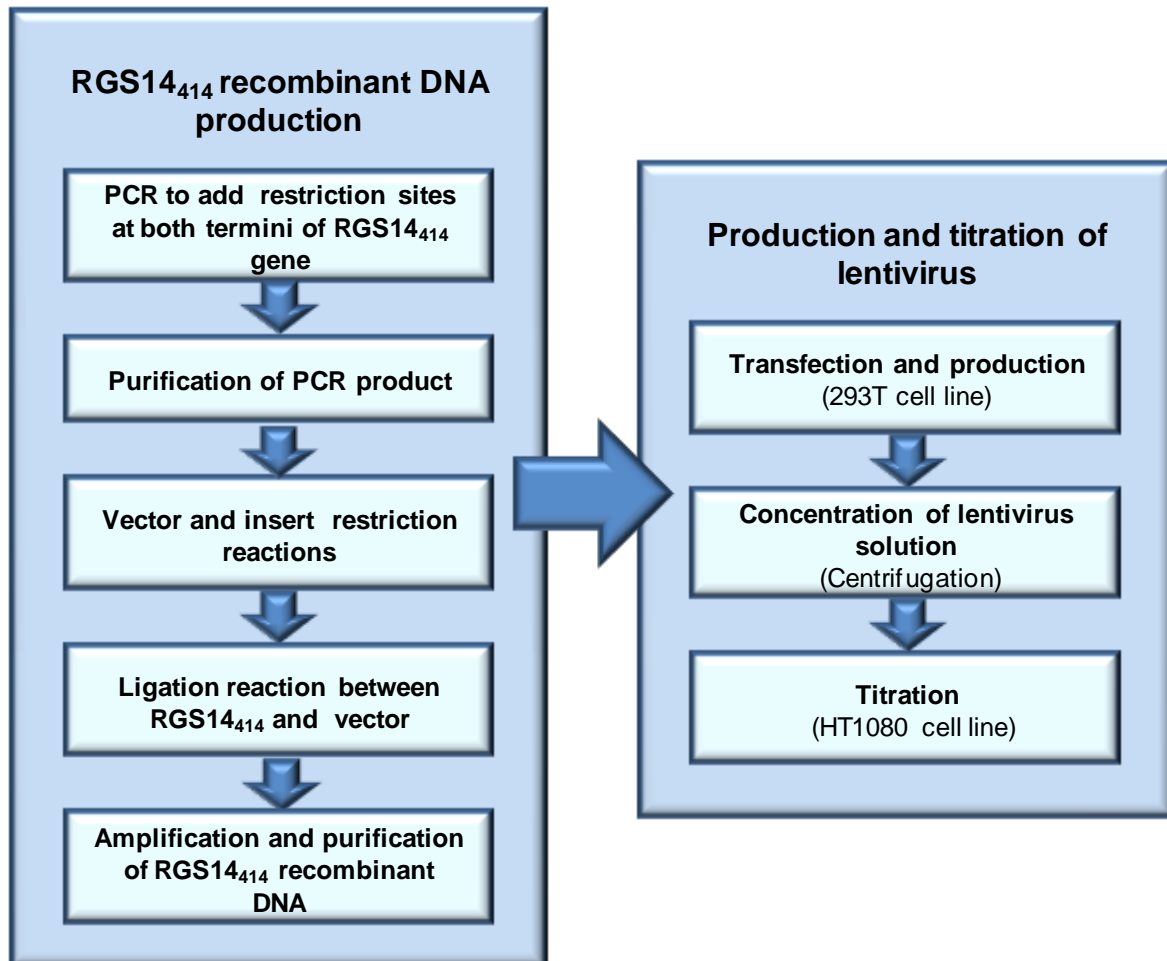 RGS14₄₁₄ recombinant DNA
production
PCR to add restriction sites
at both termini of RGS14₄₁₄
gene
Purification of PCR product
Vector and insert restriction
reactions
Ligation reaction between
RGS14₄₁₄ and vector
Amplification and purification
of RGS14₄₁₄ recombinant
DNA
Production and titration of
lentivirus
Transfection and production
(293T cell line)
Concentration of lentivirus
solution
(Centrifugation)
Titration
(HT1080 cell line)